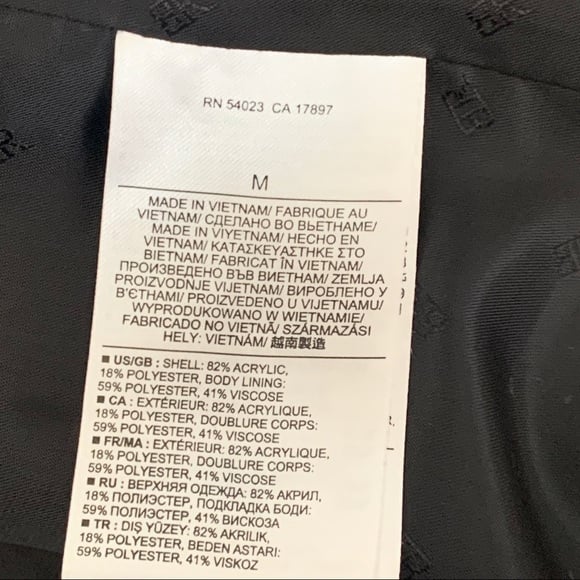 RN 54023 CA 17897
M
MADE IN VIETNAM/ FABRIQUE AU
VIETNAM/ СДЕЛАНО ВО ВЬЕТНАМЕ/
MADE IN VIYETNAM/ HECHO EN
VIETNAM/ ΚΑΤΑΣΚΕΥΑΣΤΗΚΕ ΣΤΟ
ΒΙΕΤΝΑΜ/ FABRICAT ÎN VIETNAM/
ПРОИЗВЕДЕНО ВЪВ ВИЕТНАМ/ ZEMLJA
PROIZVODNJE VIJETNAM/ ВИРОБЛЕНО У
В'ЄТНАМІ/ PROIZVEDENO U VIJETNAMU/
WYPRODUKOWANO W WIETNAMIE/
FABRICADO NO VIETNÃ/ SZÁRMAZÁSI
HELY: VIETNÁM/ 越南製造
■ US/GB : SHELL: 82% ACRYLIC,
18% POLYESTER, BODY LINING:
59% POLYESTER, 41% VISCOSE
■ CA : EXTÉRIEUR: 82% ACRYLIQUE,
18% POLYESTER, DOUBLURE CORPS:
59% POLYESTER, 41% VISCOSE
■ FR/MA : EXTÉRIEUR: 82% ACRYLIQUE,
18% POLYESTER, DOUBLURE CORPS:
59% POLYESTER, 41% VISCOSE
■ RU : ВЕРХНЯЯ ОДЕЖДА: 82% АКРИЛ,
18% ПОЛИЭСТЕР, ПОДКЛАДКА БОДИ:
59% ПОЛИЭСТЕР, 41% ВИСКОЗА
■ TR : DIŞ YÜZEY: 82% AKRILIK,
18% POLYESTER, BEDEN ASTARI:
59% POLYESTER, 41% VISKOZ